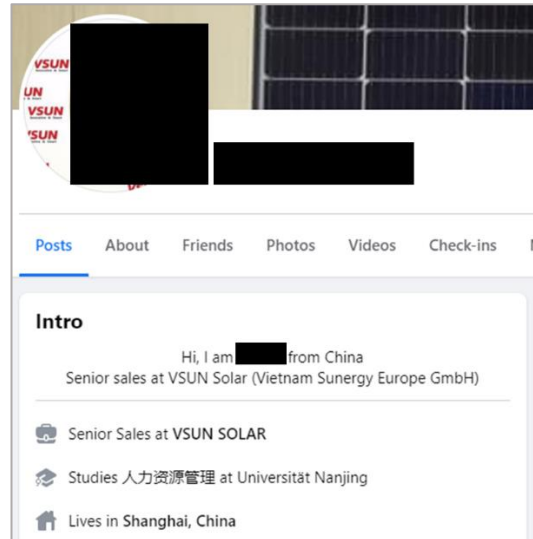 VSUN
UN
VSUN
SUN
Posts About Friends Photos Videos Check-ins
Intro
Hi, I am from China
Senior sales at VSUN Solar (Vietnam Sunergy Europe GmbH)
Senior Sales at VSUN SOLAR
Studies 人力资源管理 at Universität Nanjing
Lives in Shanghai, China